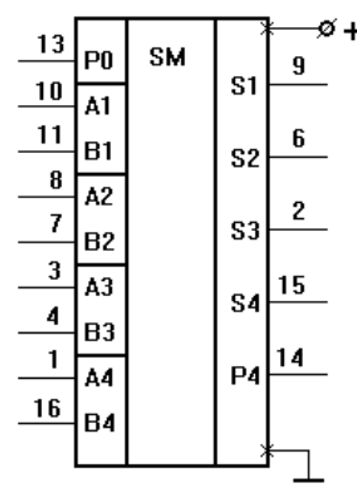 13 P0 SM +
10 A1 S1 9
11 B1
8 A2 S2 6
7 B2
3 A3 S3 2
4 B3 S4 15
1 A4 P4 14
16 B4